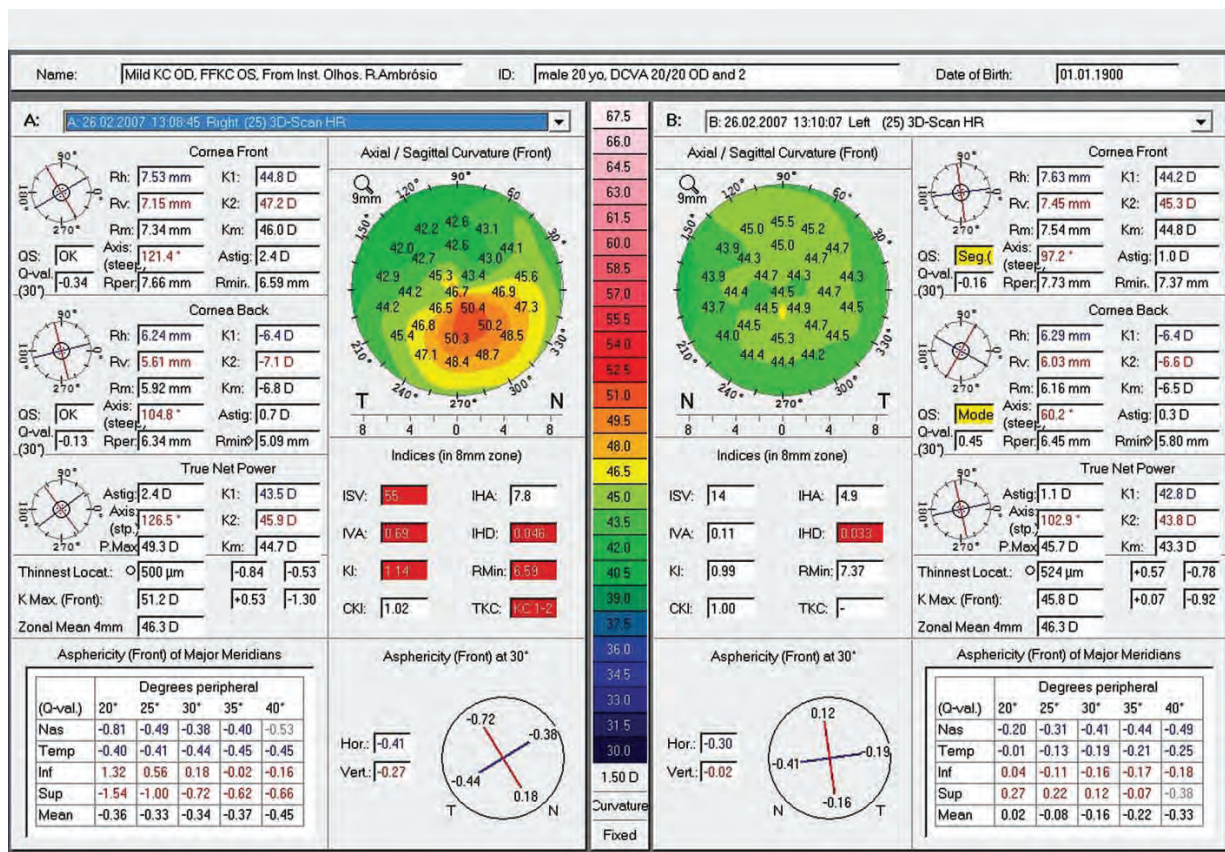 Name: Mild KC OD, FFKC OS, From Inst. Olhos. R.Ambrósio ID: male 20 yo, DCVA 20/20 OD and 2 Date of Birth: 01.01.1900
A: A: 26.02.2007 13:08:45 Right (25) 3D-Scan HR
Cornea Front
90° 0° 270° 180°
Rh: 7.53 mm K1: 44.8 D
Rv: 7.15 mm K2: 47.2 D
Rm: 7.34 mm Km: 46.0 D
QS: OK Axis: (steep) 121.4 ° Astig: 2.4 D
Q-val. (30°) -0.34 Rper: 7.66 mm Rmin. 6.59 mm
Cornea Back
90° 0° 270° 180°
Rh: 6.24 mm K1: -6.4 D
Rv: 5.61 mm K2: -7.1 D
Rm: 5.92 mm Km: -6.8 D
QS: OK Axis: (steep) 104.8 ° Astig: 0.7 D
Q-val. (30°) -0.13 Rper: 6.34 mm Rmin 5.09 mm
True Net Power
90° 0° 270° 180°
Astig: 2.4 D K1: 43.5 D
Axis: (stp.) 126.5 ° K2: 45.9 D
P.Max 49.3 D Km: 44.7 D
Thinnest Locat.: 500 µm -0.84 -0.53
K Max. (Front): 51.2 D +0.53 -1.30
Zonal Mean 4mm 46.3 D
Asphericity (Front) of Major Meridians
Degrees peripheral
(Q-val.) 20° 25° 30° 35° 40°
Nas -0.81 -0.49 -0.38 -0.40 -0.53
Temp -0.40 -0.41 -0.44 -0.45 -0.45
Inf 1.32 0.56 0.18 -0.02 -0.16
Sup -1.54 -1.00 -0.72 -0.62 -0.66
Mean -0.36 -0.33 -0.34 -0.37 -0.45
Axial / Sagittal Curvature (Front)
9mm
150° 120° 90° 60 30°
42.6
42.2 43.1
42.0 42.6 44.1
42.7 43.0
42.9 45.3 43.4 45.6
44.2 46.7 46.9
44.2 46.5 50.4 47.3
46.8 50.2
45.4 50.3 48.5
47.1 48.4 48.7
210° 240° 270° 300° 330°
T N
8 4 0 4 8
Indices (in 8mm zone)
ISV: 55 IHA: 7.8
IVA: 0.69 IHD: 0.046
KI: 1.14 RMin: 6.59
CKI: 1.02 TKC: KC 1-2
Asphericity (Front) at 30°
Hor.: -0.41
Vert.: -0.27
-0.72
-0.38
-0.44
0.18
T N
67.5
66.0
64.5
63.0
61.5
60.0
58.5
57.0
55.5
54.0
52.5
51.0
49.5
48.0
46.5
45.0
43.5
42.0
40.5
39.0
37.5
36.0
34.5
33.0
31.5
30.0
1.50 D
Curvature
Fixed
B: B: 26.02.2007 13:10:07 Left (25) 3D-Scan HR
Axial / Sagittal Curvature (Front)
9mm
150° 120° 90° 60 30°
45.5
45.0 45.2
43.9 45.0 44.7
44.3 44.7
43.9 44.7 44.3 44.3
44.4 44.5 44.7
43.7 44.5 44.9 44.5
44.5 44.7
44.0 45.3 44.5
44.4 44.4 44.2
210° 240° 270° 300° 330°
N T
8 4 0 4 8
Indices (in 8mm zone)
ISV: 14 IHA: 4.9
IVA: 0.11 IHD: 0.033
KI: 0.99 RMin: 7.37
CKI: 1.00 TKC: -
Asphericity (Front) at 30°
Hor.: -0.30
Vert.: -0.02
0.12
-0.19
-0.41
-0.16
N T
Cornea Front
90° 0° 270° 180°
Rh: 7.63 mm K1: 44.2 D
Rv: 7.45 mm K2: 45.3 D
Rm: 7.54 mm Km: 44.8 D
QS: Seg.( Axis: (steep) 97.2 ° Astig: 1.0 D
Q-val. (30°) -0.16 Rper: 7.73 mm Rmin. 7.37 mm
Cornea Back
90° 0° 270° 180°
Rh: 6.29 mm K1: -6.4 D
Rv: 6.03 mm K2: -6.6 D
Rm: 6.16 mm Km: -6.5 D
QS: Mode Axis: (steep) 60.2 ° Astig: 0.3 D
Q-val. (30°) 0.45 Rper: 6.45 mm Rmin 5.80 mm
True Net Power
90° 0° 270° 180°
Astig: 1.1 D K1: 42.8 D
Axis: (stp.) 102.9 ° K2: 43.8 D
P.Max 45.7 D Km: 43.3 D
Thinnest Locat.: 524 µm +0.57 -0.78
K Max. (Front): 45.8 D +0.07 -0.92
Zonal Mean 4mm 46.3 D
Asphericity (Front) of Major Meridians
Degrees peripheral
(Q-val.) 20° 25° 30° 35° 40°
Nas -0.20 -0.31 -0.41 -0.44 -0.49
Temp -0.01 -0.13 -0.19 -0.21 -0.25
Inf 0.04 -0.11 -0.16 -0.17 -0.18
Sup 0.27 0.22 0.12 -0.07 -0.38
Mean 0.02 -0.08 -0.16 -0.22 -0.33